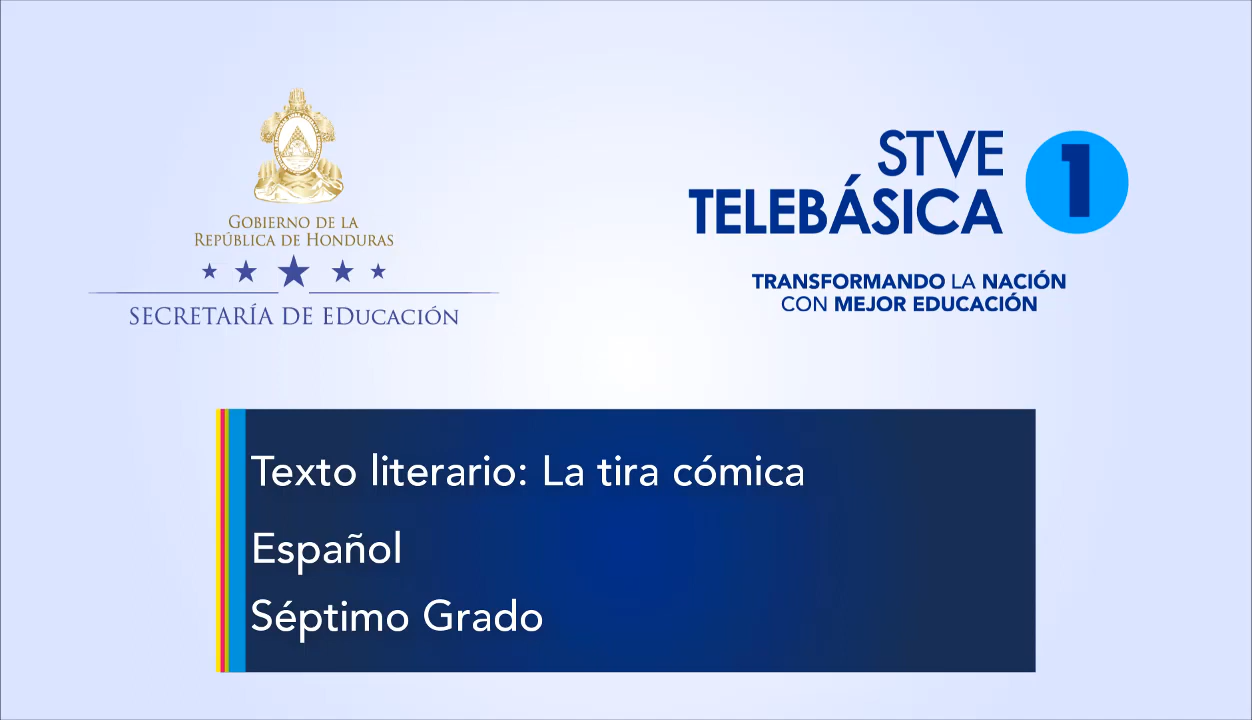 GOBIERNO DE LA
REPÚBLICA DE HONDURAS
SECRETARÍA DE EDUCACIÓN
STVE
TELEBÁSICA
1
TRANSFORMANDO LA NACIÓN
CON MEJOR EDUCACIÓN
Texto literario: La tira cómica
Español
Séptimo Grado